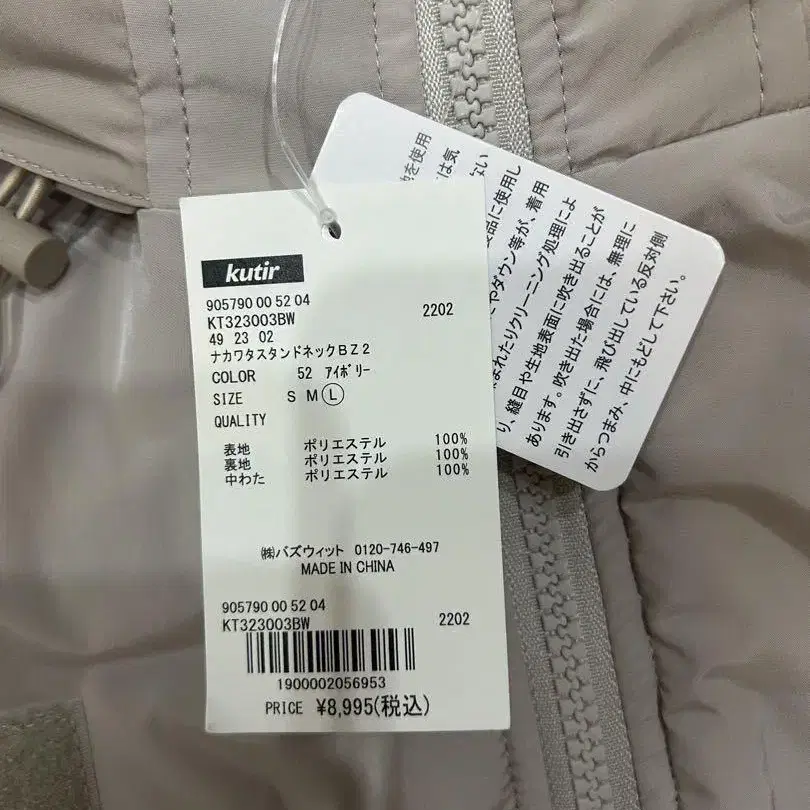 kutir
905790 00 52 04
KT323003BW 2202
49 23 02
ナカワタスタンドネックBZ2
COLOR 52 アイボリー
SIZE S M L
QUALITY
表地 ポリエステル 100%
裏地 ポリエステル 100%
中わた ポリエステル 100%
㈱バズウィット 0120-746-497
MADE IN CHINA
905790 00 52 04
KT323003BW 2202
1900002056953
PRICE ¥8,995(税込)
を使用
は気
ない
品に使用し
やダウン等が、着用
まれたりクリーニング処理によ
り、縫目や生地表面に吹き出ることが
あります。吹き出た場合には、無理に
引き出さずに、飛び出している反対側
からつまみ、中にもどして下さい。